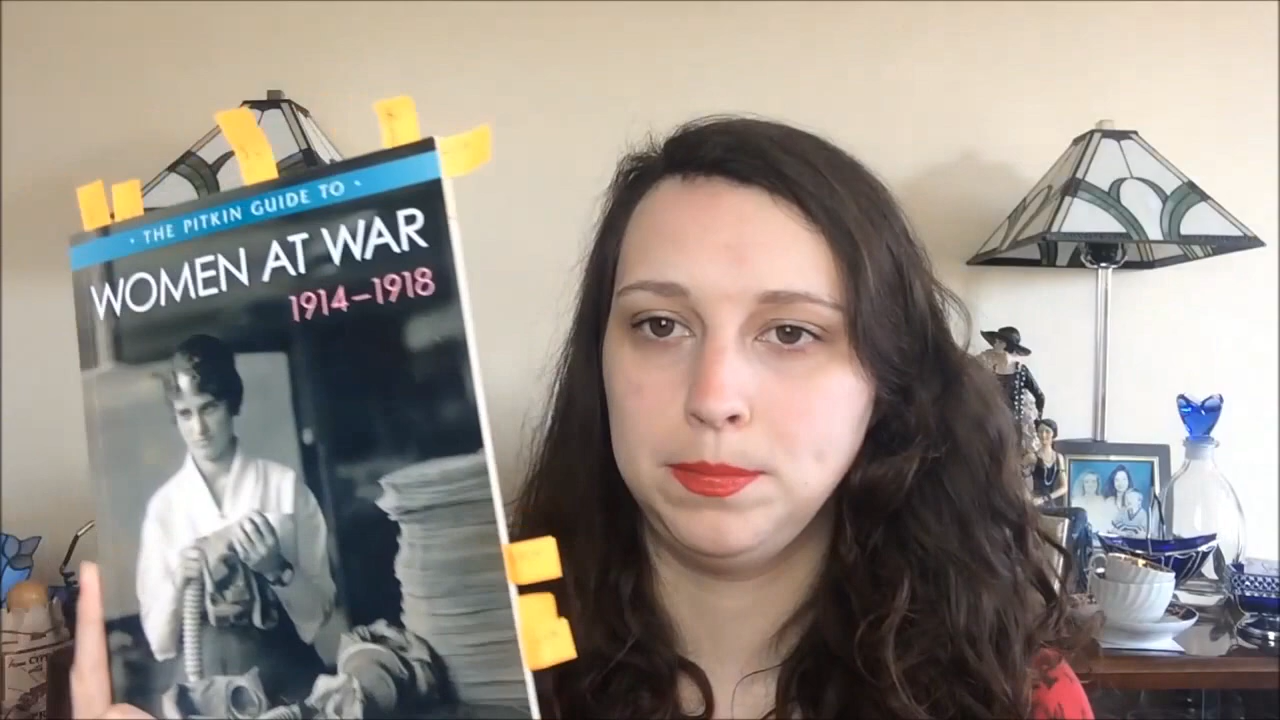 · THE PITKIN GUIDE TO ·
WOMEN AT WAR
1914–1918